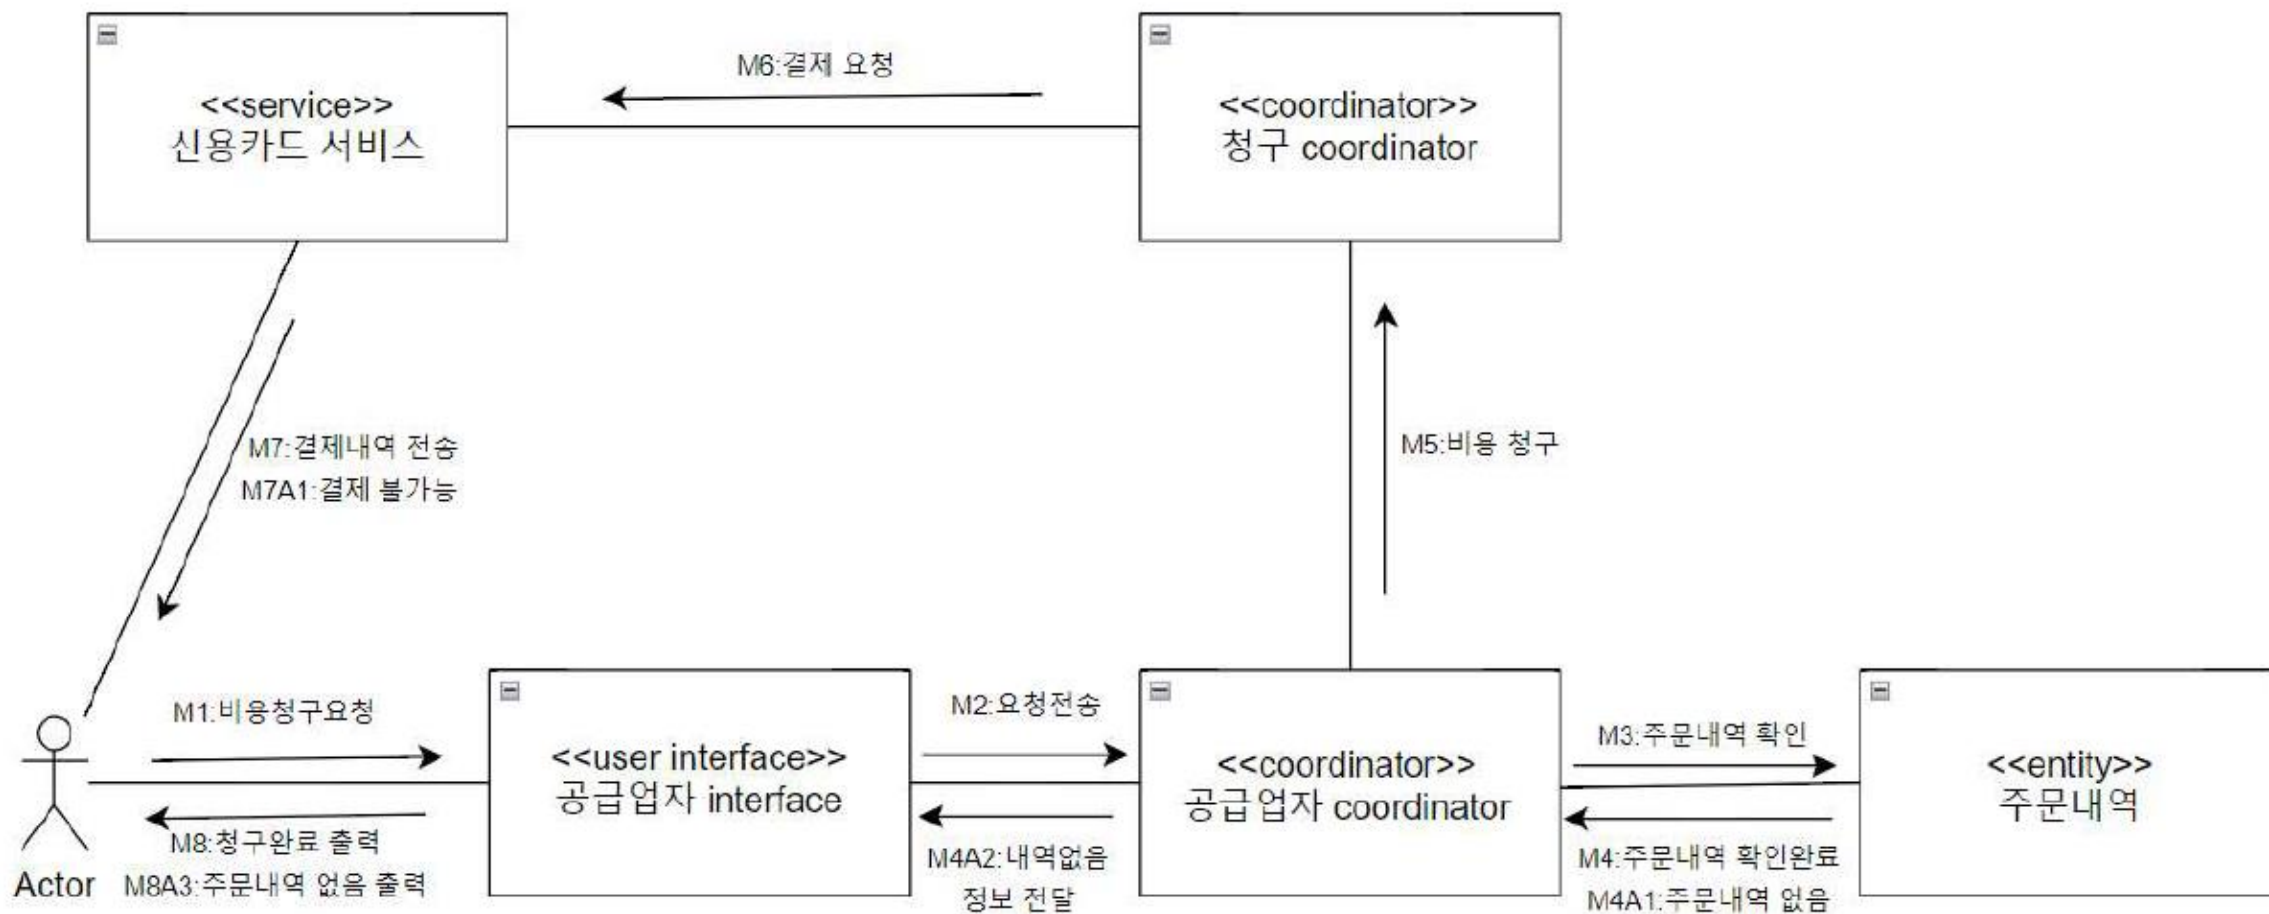 <<service>>
신용카드 서비스
M6:결제 요청
<<coordinator>>
청구 coordinator
M7:결제내역 전송
M7A1:결제 불가능
M5:비용 청구
M1:비용청구요청
M8:청구완료 출력
M8A3:주문내역 없음 출력
Actor
<<user interface>>
공급업자 interface
M2:요청전송
M4A2:내역없음
정보 전달
<<coordinator>>
공급업자 coordinator
M3:주문내역 확인
M4:주문내역 확인완료
M4A1:주문내역 없음
<<entity>>
주문내역